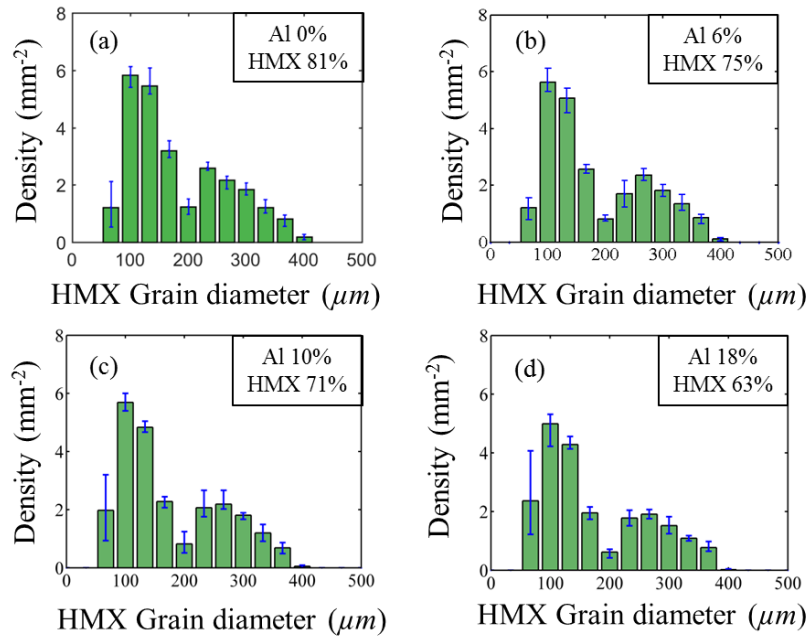 (a)
Al 0%
HMX 81%
Density (mm-2)
8
6
4
2
0
0 100 200 300 400 500
HMX Grain diameter (μm)
(b)
Al 6%
HMX 75%
Density (mm-2)
8
6
4
2
0
0 100 200 300 400 500
HMX Grain diameter (μm)
(c)
Al 10%
HMX 71%
Density (mm-2)
8
6
4
2
0
0 100 200 300 400 500
HMX Grain diameter (μm)
(d)
Al 18%
HMX 63%
Density (mm-2)
8
6
4
2
0
0 100 200 300 400 500
HMX Grain diameter (μm)